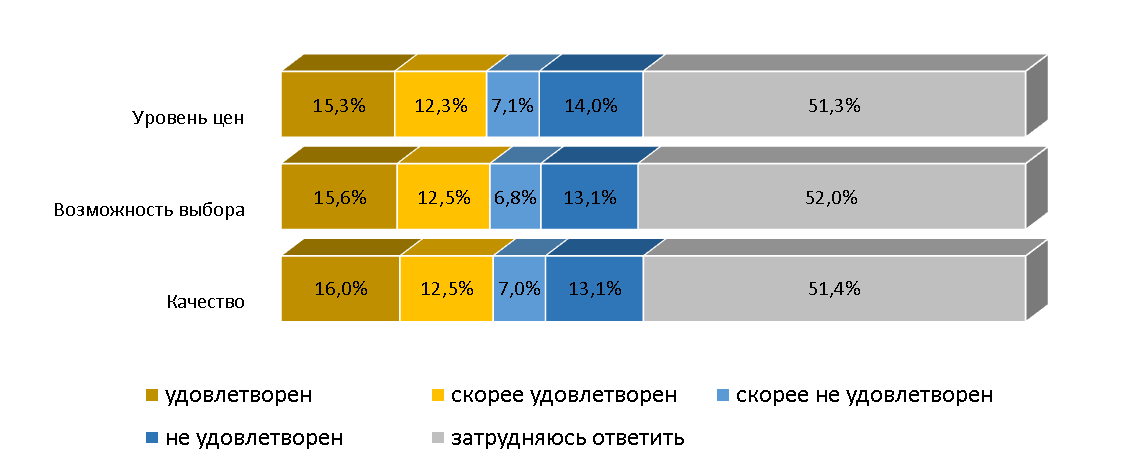 Уровень цен 15,3% 12,3% 7,1% 14,0% 51,3%
Возможность выбора 15,6% 12,5% 6,8% 13,1% 52,0%
Качество 16,0% 12,5% 7,0% 13,1% 51,4%
удовлетворен скорее удовлетворен скорее не удовлетворен
не удовлетворен затрудняюсь ответить